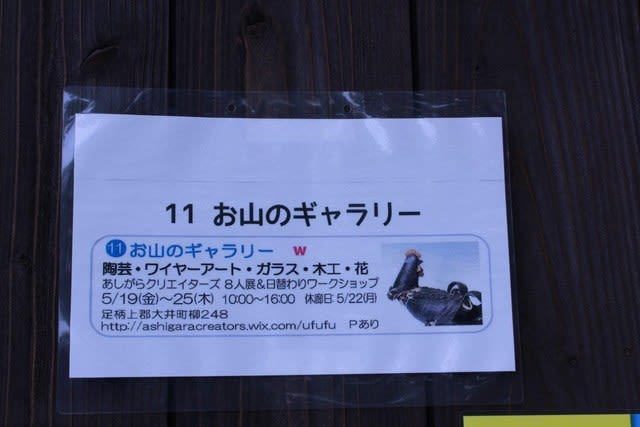 11 お山のギャラリー
11 お山のギャラリー W
陶芸・ワイヤーアート・ガラス・木工・花
あしがらクリエイターズ 8人展&日替わりワークショップ
5/19(金)～25(木) 10:00～16:00 休廊日:5/22(月)
足柄上郡大井町柳248
http://ashigaracreators.wix.com/ufufu Pあり